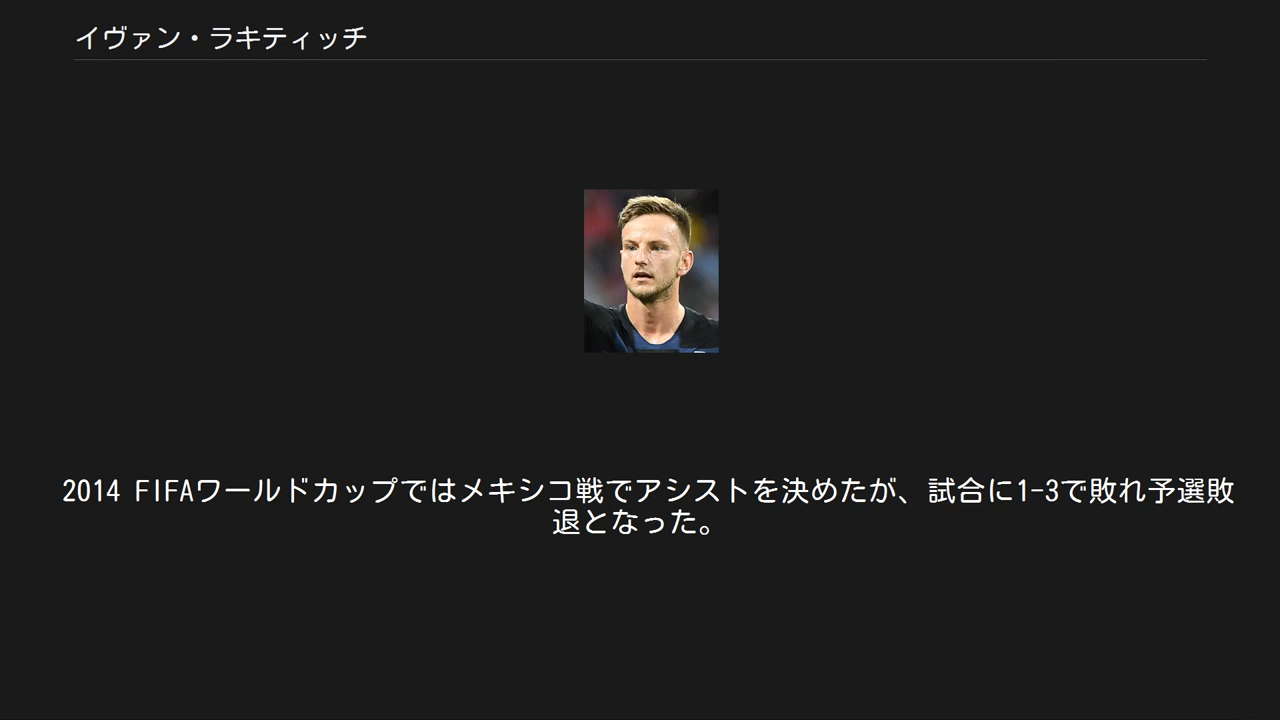 イヴァン・ラキティッチ
2014 FIFAワールドカップではメキシコ戦でアシストを決めたが、試合に1-3で敗れ予選敗
退となった。